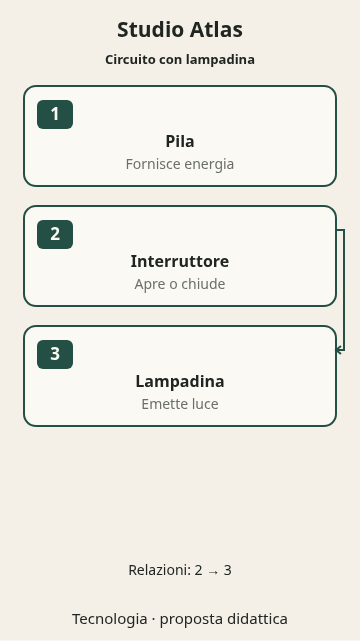 Studio Atlas
Circuito con lampadina
1
Pila
Fornisce energia
2
Interruttore
Apre o chiude
3
Lampadina
Emette luce
Relazioni: 2 → 3
Tecnologia · proposta didattica